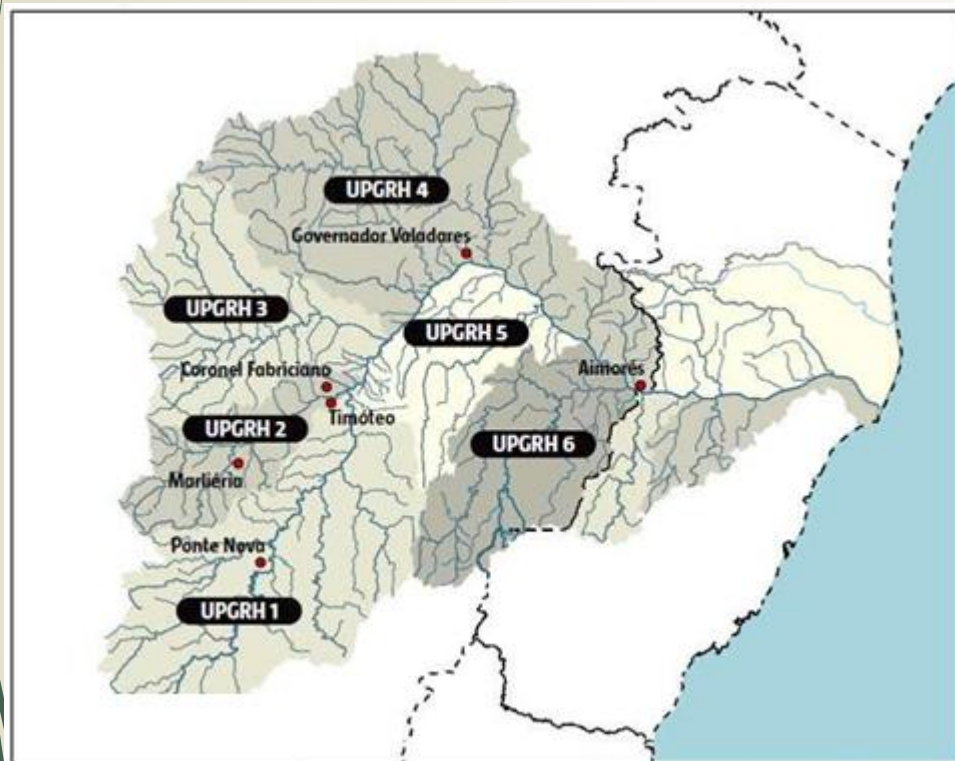 UPGRH 4
Governador Valadares
UPGRH 3
UPGRH 5
Coronel Fabriciano
Aimorés
Timóteo
UPGRH 2
UPGRH 6
Marliéria
Ponte Nova
UPGRH 1